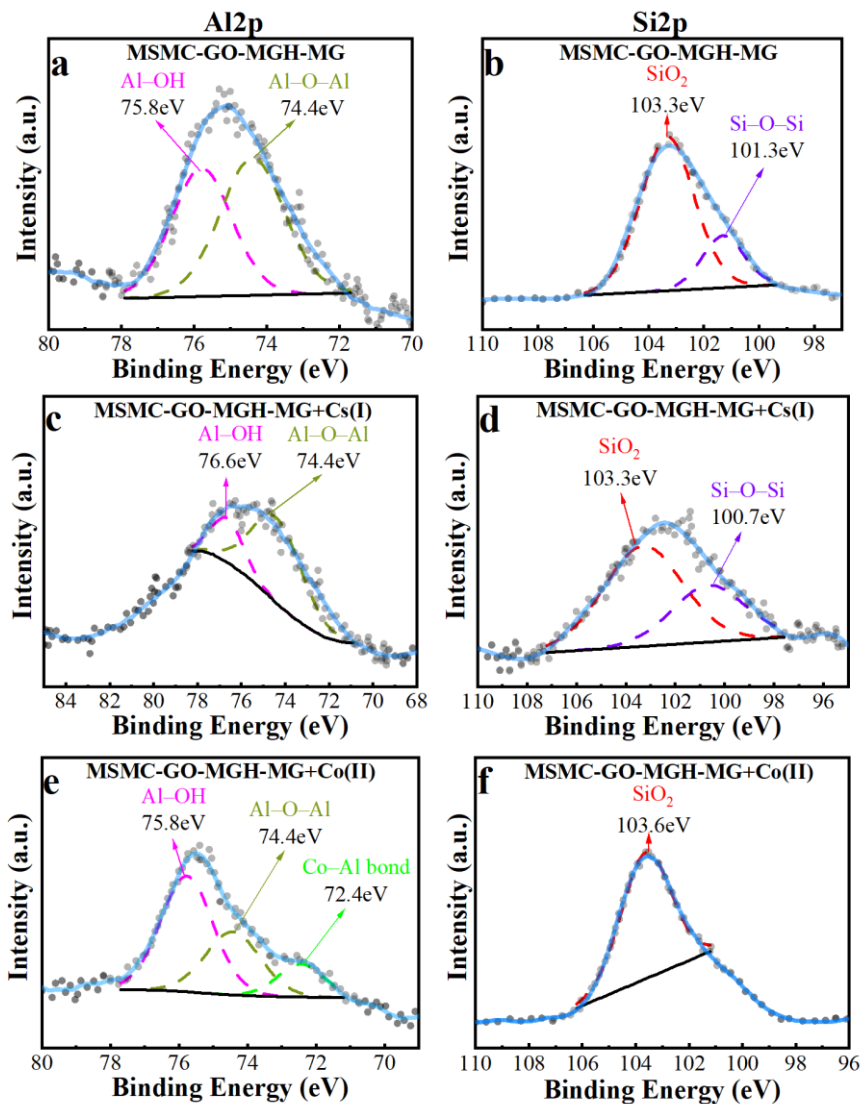 Al2p
Si2p
a
MSMC-GO-MGH-MG
Al–OH
75.8eV
Al–O–Al
74.4eV
Intensity (a.u.)
80 78 76 74 72 70
Binding Energy (eV)
b
MSMC-GO-MGH-MG
SiO2
103.3eV
Si–O–Si
101.3eV
Intensity (a.u.)
110 108 106 104 102 100 98
Binding Energy (eV)
c
MSMC-GO-MGH-MG+Cs(I)
Al–OH
76.6eV
Al–O–Al
74.4eV
Intensity (a.u.)
84 82 80 78 76 74 72 70 68
Binding Energy (eV)
d
MSMC-GO-MGH-MG+Cs(I)
SiO2
103.3eV
Si–O–Si
100.7eV
Intensity (a.u.)
110 108 106 104 102 100 98 96
Binding Energy (eV)
e
MSMC-GO-MGH-MG+Co(II)
Al–OH
75.8eV
Al–O–Al
74.4eV
Co–Al bond
72.4eV
Intensity (a.u.)
80 78 76 74 72 70
Binding Energy (eV)
f
MSMC-GO-MGH-MG+Co(II)
SiO2
103.6eV
Intensity (a.u.)
110 108 106 104 102 100 98 96
Binding Energy (eV)